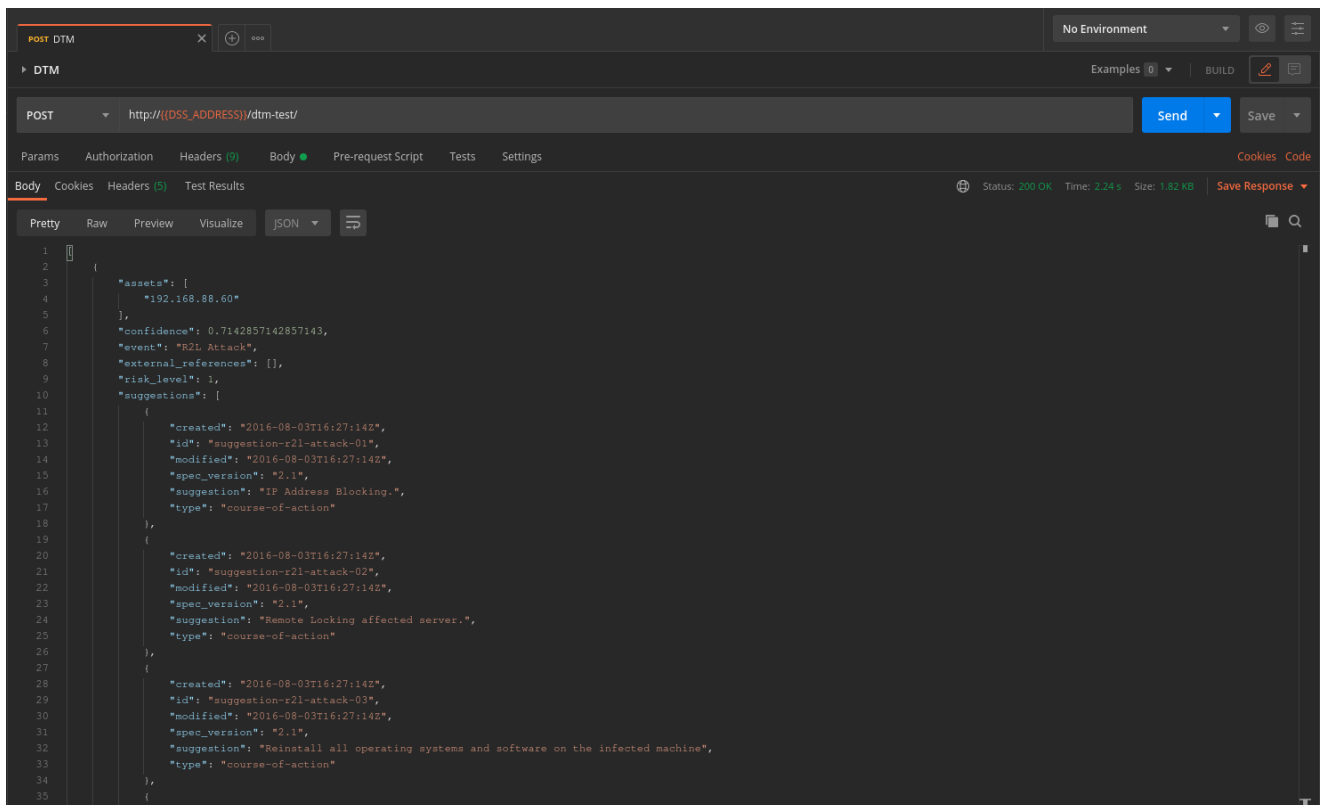 POST DTM
No Environment
DTM
Examples 0
BUILD
POST
http://{{DSS_ADDRESS}}/dtm-test/
Send
Save
Params Authorization Headers (9) Body Pre-request Script Tests Settings
Cookies Code
Body Cookies Headers (5) Test Results
Status: 200 OK Time: 2.24 s Size: 1.82 KB Save Response
Pretty Raw Preview Visualize JSON
1 [
2 {
3 "assets": [
4 "192.168.88.60"
5 ],
6 "confidence": 0.7142857142857143,
7 "event": "R2L Attack",
8 "external_references": [],
9 "risk_level": 1,
10 "suggestions": [
11 {
12 "created": "2016-08-03T16:27:14Z",
13 "id": "suggestion-r2l-attack-01",
14 "modified": "2016-08-03T16:27:14Z",
15 "spec_version": "2.1",
16 "suggestion": "IP Address Blocking.",
17 "type": "course-of-action"
18 },
19 {
20 "created": "2016-08-03T16:27:14Z",
21 "id": "suggestion-r2l-attack-02",
22 "modified": "2016-08-03T16:27:14Z",
23 "spec_version": "2.1",
24 "suggestion": "Remote Locking affected server.",
25 "type": "course-of-action"
26 },
27 {
28 "created": "2016-08-03T16:27:14Z",
29 "id": "suggestion-r2l-attack-03",
30 "modified": "2016-08-03T16:27:14Z",
31 "spec_version": "2.1",
32 "suggestion": "Reinstall all operating systems and software on the infected machine",
33 "type": "course-of-action"
34 },
35 {